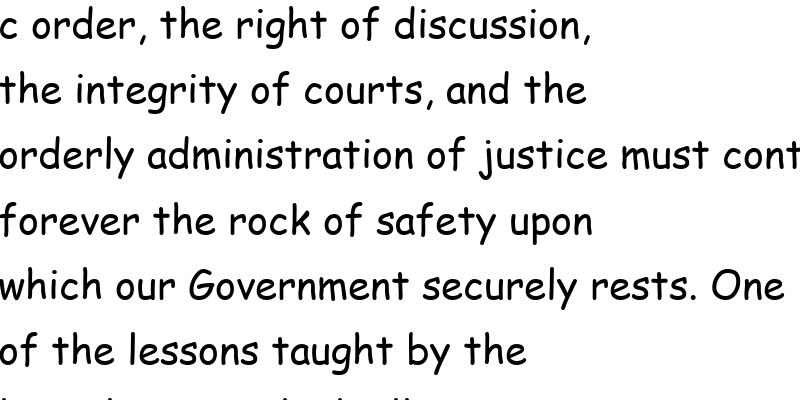 c order, the right of discussion,
the integrity of courts, and the
orderly administration of justice must cont
forever the rock of safety upon
which our Government securely rests. One
of the lessons taught by the